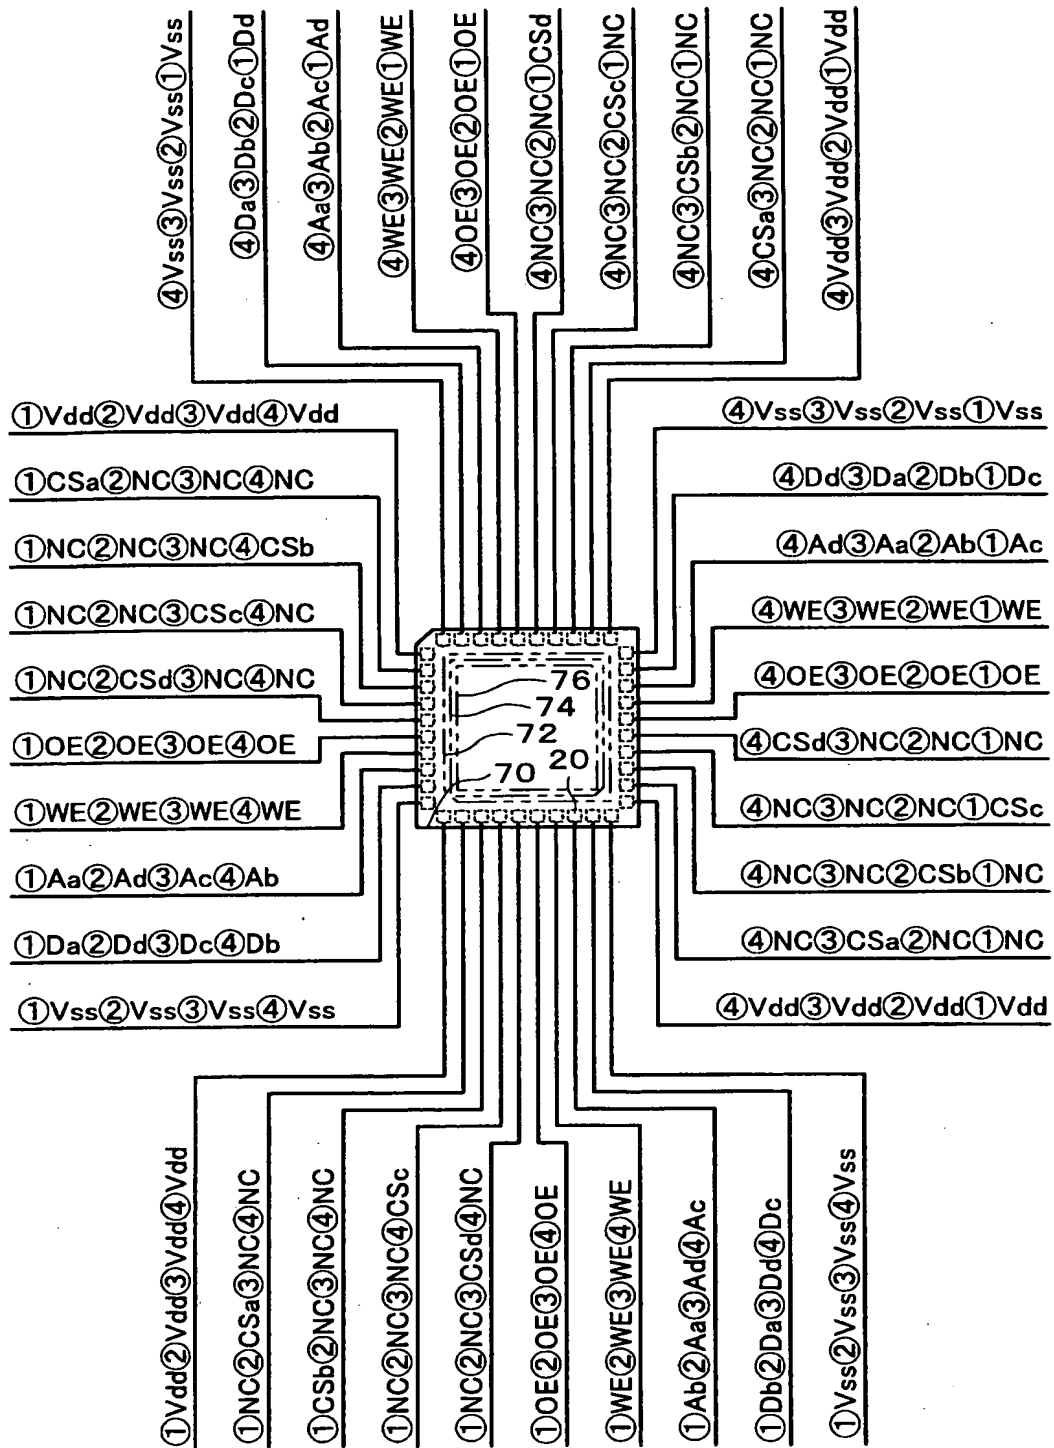 ④Vss③Vss②Vss①Vss
④Da③Db②Dc①Dd
④Aa③Ab②Ac①Ad
④WE③WE②WE①WE
④OE③OE②OE①OE
④NC③NC②NC①CSd
④NC③NC②CSc①NC
④NC③CSb②NC①NC
④CSa③NC②NC①NC
④Vdd③Vdd②Vdd①Vdd
①Vdd②Vdd③Vdd④Vdd
①CSa②NC③NC④NC
①NC②NC③NC④CSb
①NC②NC③CSc④NC
①NC②CSd③NC④NC
①OE②OE③OE④OE
①WE②WE③WE④WE
①Aa②Ad③Ac④Ab
①Da②Dd③Dc④Db
①Vss②Vss③Vss④Vss
76
74
72
70 20
④Vss③Vss②Vss①Vss
④Dd③Da②Db①Dc
④Ad③Aa②Ab①Ac
④WE③WE②WE①WE
④OE③OE②OE①OE
④CSd③NC②NC①NC
④NC③NC②NC①CSc
④NC③NC②CSb①NC
④NC③CSa②NC①NC
④Vdd③Vdd②Vdd①Vdd
①Vdd②Vdd③Vdd④Vdd
①NC②CSa③NC④NC
①CSb②NC③NC④NC
①NC②NC③NC④CSc
①NC②NC③CSd④NC
①OE②OE③OE④OE
①WE②WE③WE④WE
①Ab②Aa③Ad④Ac
①Db②Da③Dd④Dc
①Vss②Vss③Vss④Vss